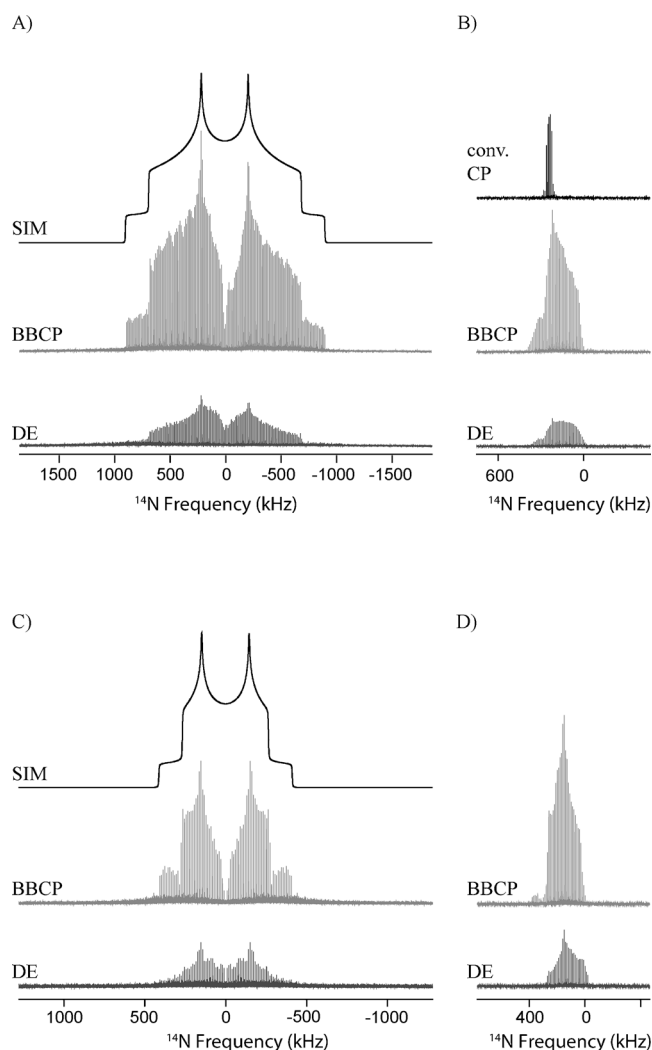 A)
B)
conv.
CP
SIM
BBCP
BBCP
DE
DE
1500 1000 500 0 -500 -1000 -1500
600 0
¹⁴N Frequency (kHz)
¹⁴N Frequency (kHz)
C)
D)
SIM
BBCP
BBCP
DE
DE
1000 500 0 -500 -1000
400 0
¹⁴N Frequency (kHz)
¹⁴N Frequency (kHz)